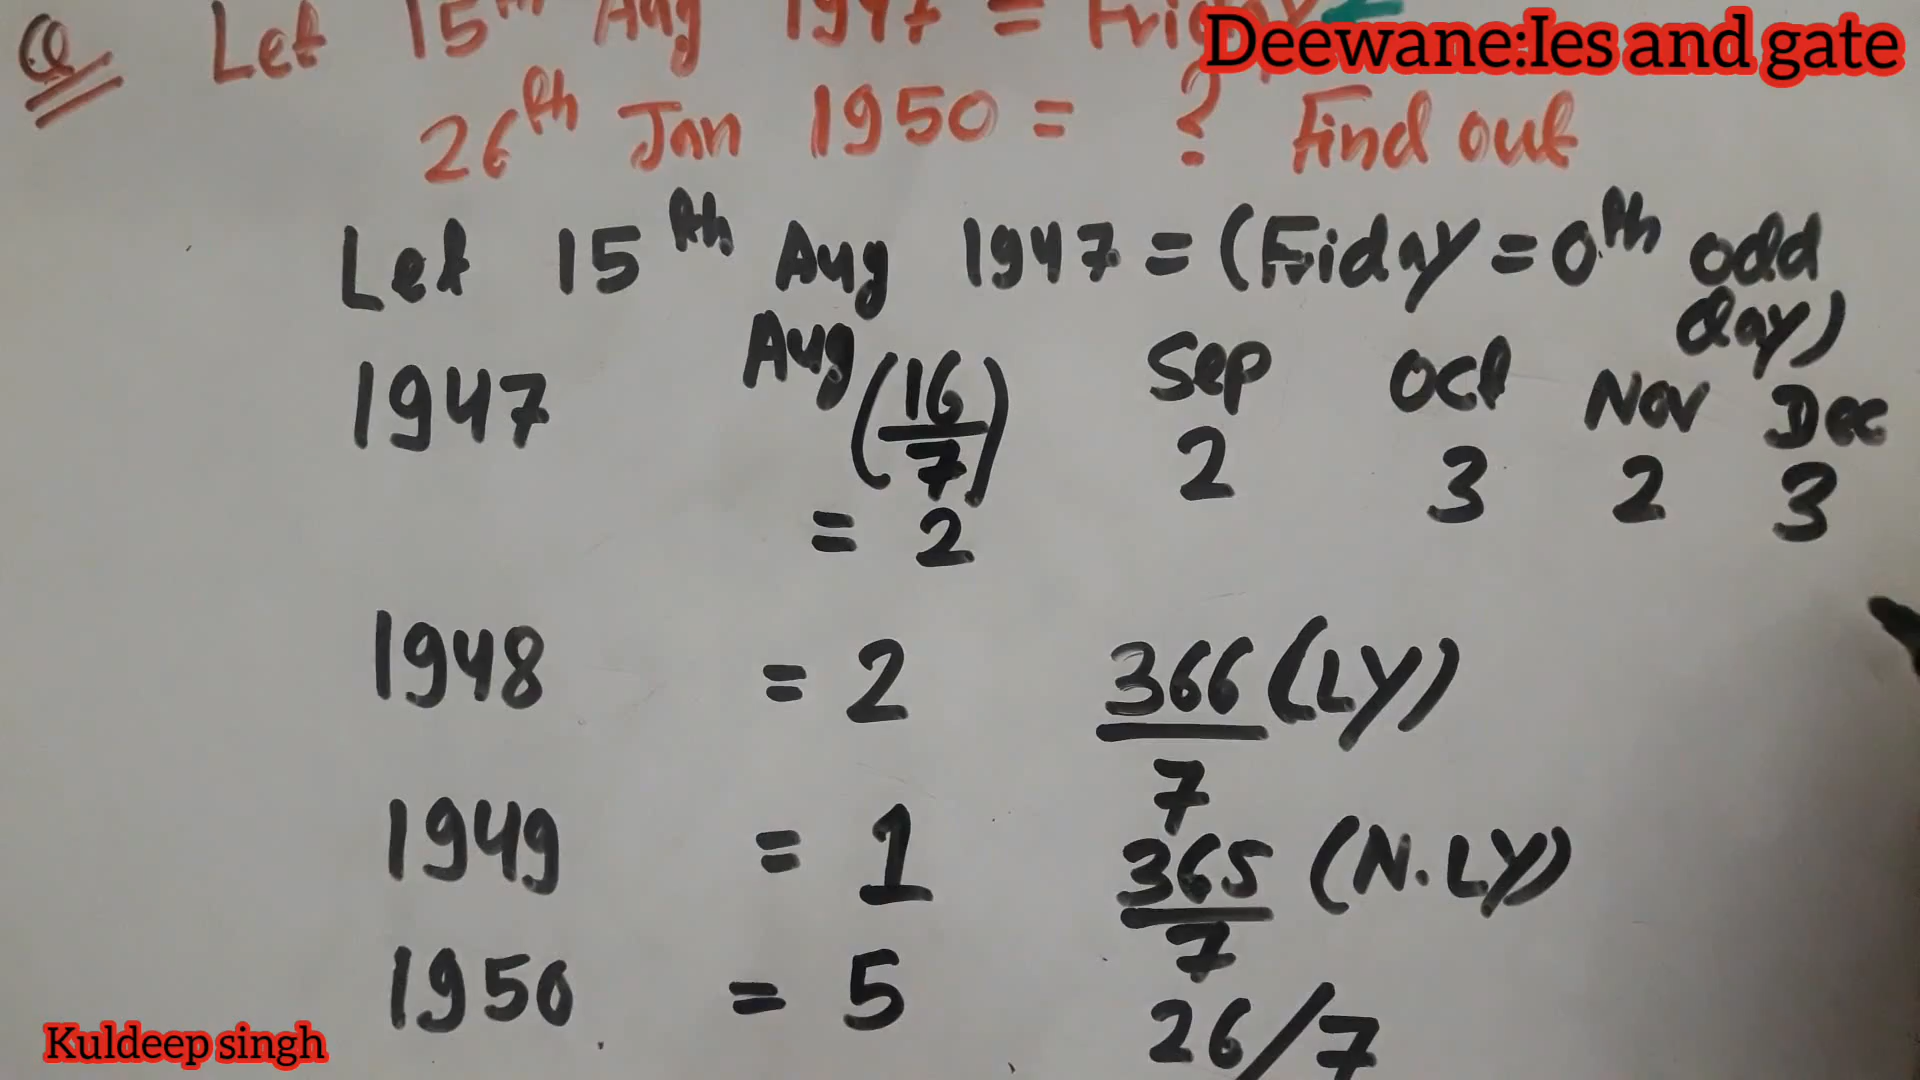 Q Let 15th Aug 1947 = Friday
Deewane:Ies and gate
26th Jan 1950 = ? Find out
Let 15th Aug 1947 = (Friday = 0th odd day)
1947 Aug (16/7) Sep Oct Nov Dec
= 2 2 3 2 3
1948 = 2 366/7 (LY)
1949 = 1 365/7 (N.LY)
1950 = 5 26/7
Kuldeep singh